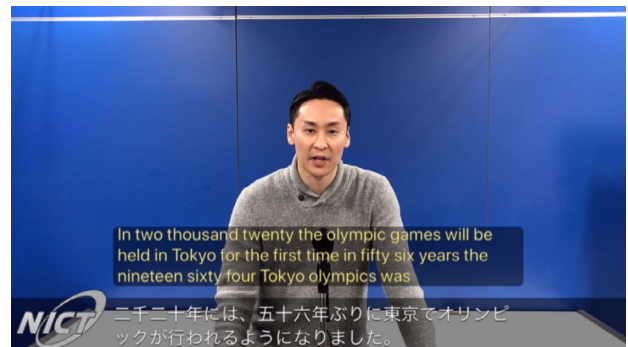 In two thousand twenty the olympic games will be
held in Tokyo for the first time in fifty six years the
nineteen sixty four Tokyo olympics was
NICT
二千二十年には、五十六年ぶりに東京でオリンピ
ックが行われるようになりました。